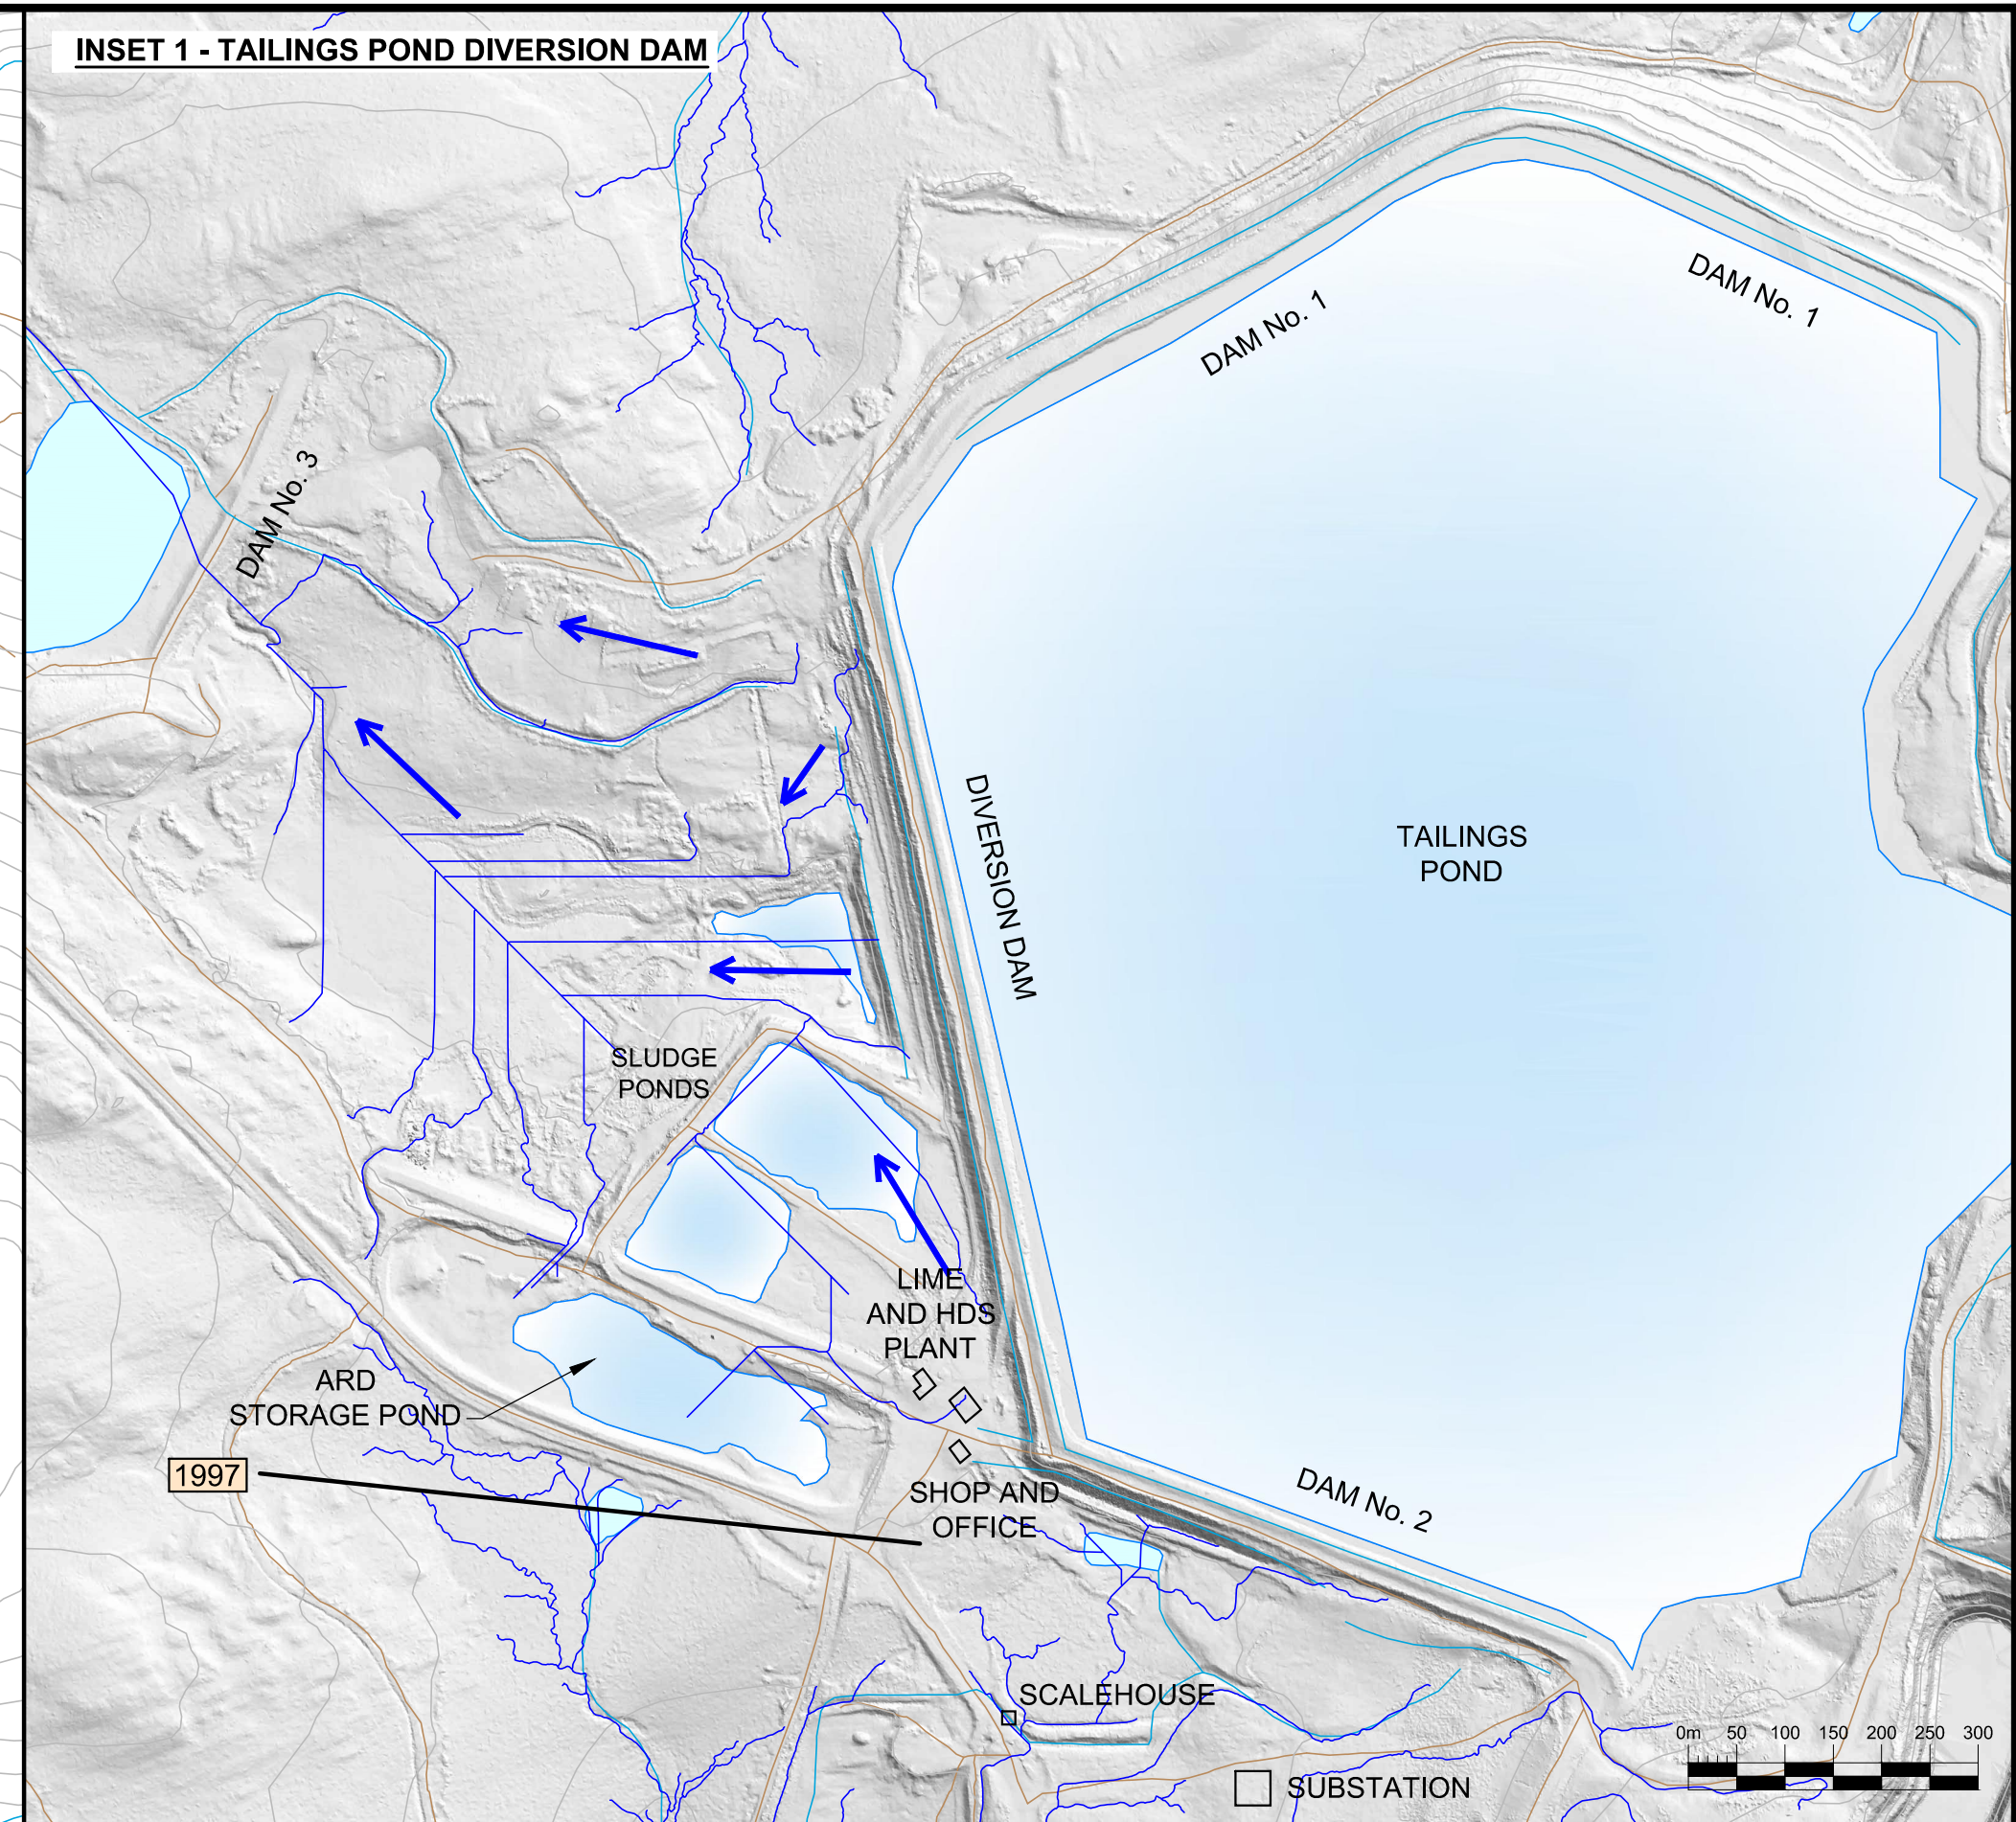 INSET 1 - TAILINGS POND DIVERSION DAM
DAM No. 1
DAM No. 1
DAM No. 3
DIVERSION DAM
TAILINGS
POND
SLUDGE
PONDS
LIME
AND HDS
PLANT
ARD
STORAGE POND
1997
SHOP AND
OFFICE
DAM No. 2
SCALEHOUSE
SUBSTATION
0m 50 100 150 200 250 300